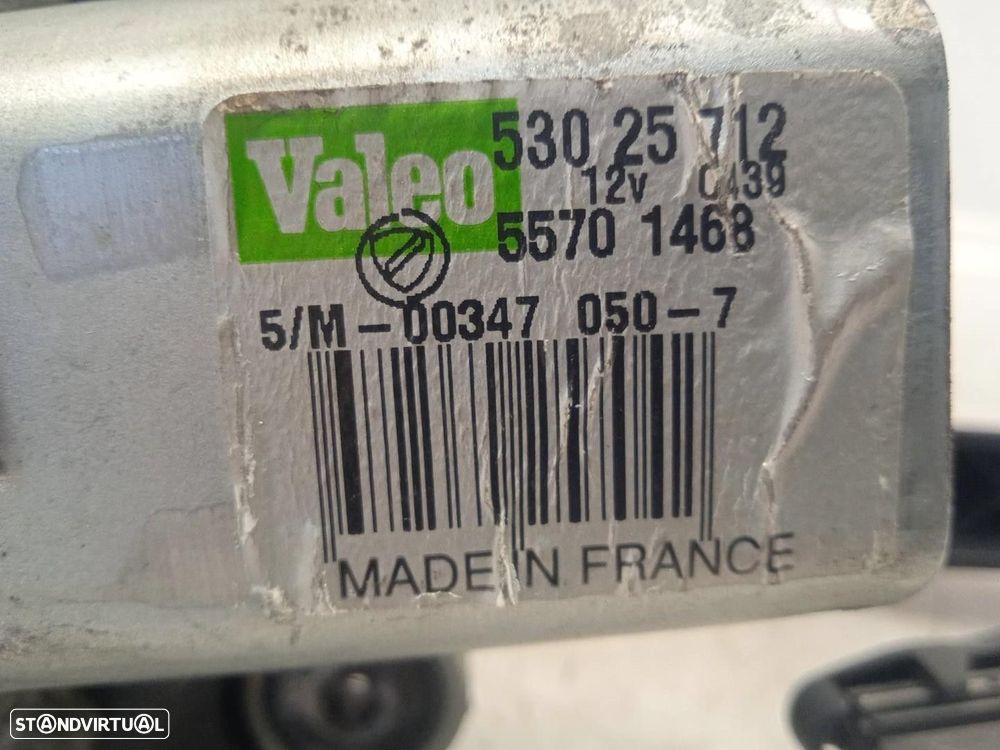 Valeo
530 25 712
12v 0439
5570 1468
5/M-00347 050-7
MADE IN FRANCE
STANDVIRTUAL